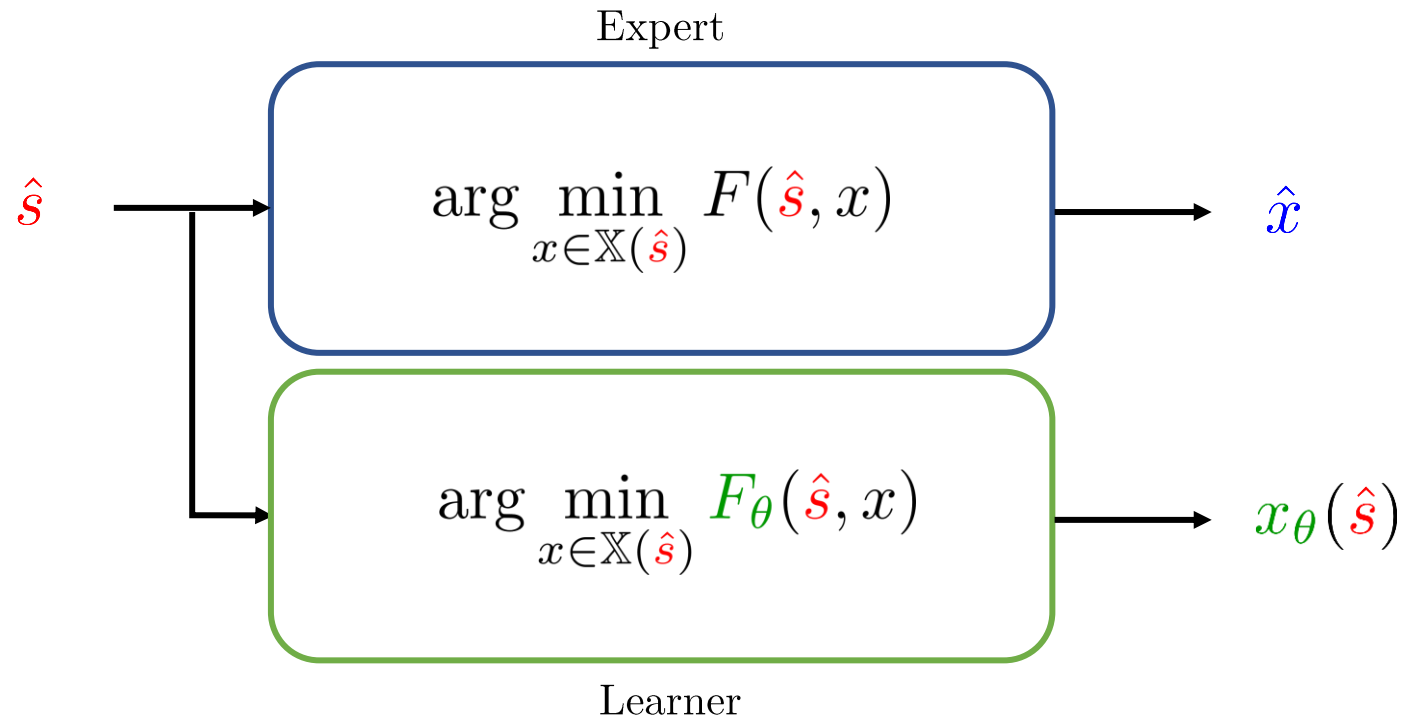 Expert
ŝ
arg min F(ŝ, x)
x∈𝕏(ŝ)
x̂
arg min F_θ(ŝ, x)
x∈𝕏(ŝ)
x_θ(ŝ)
Learner